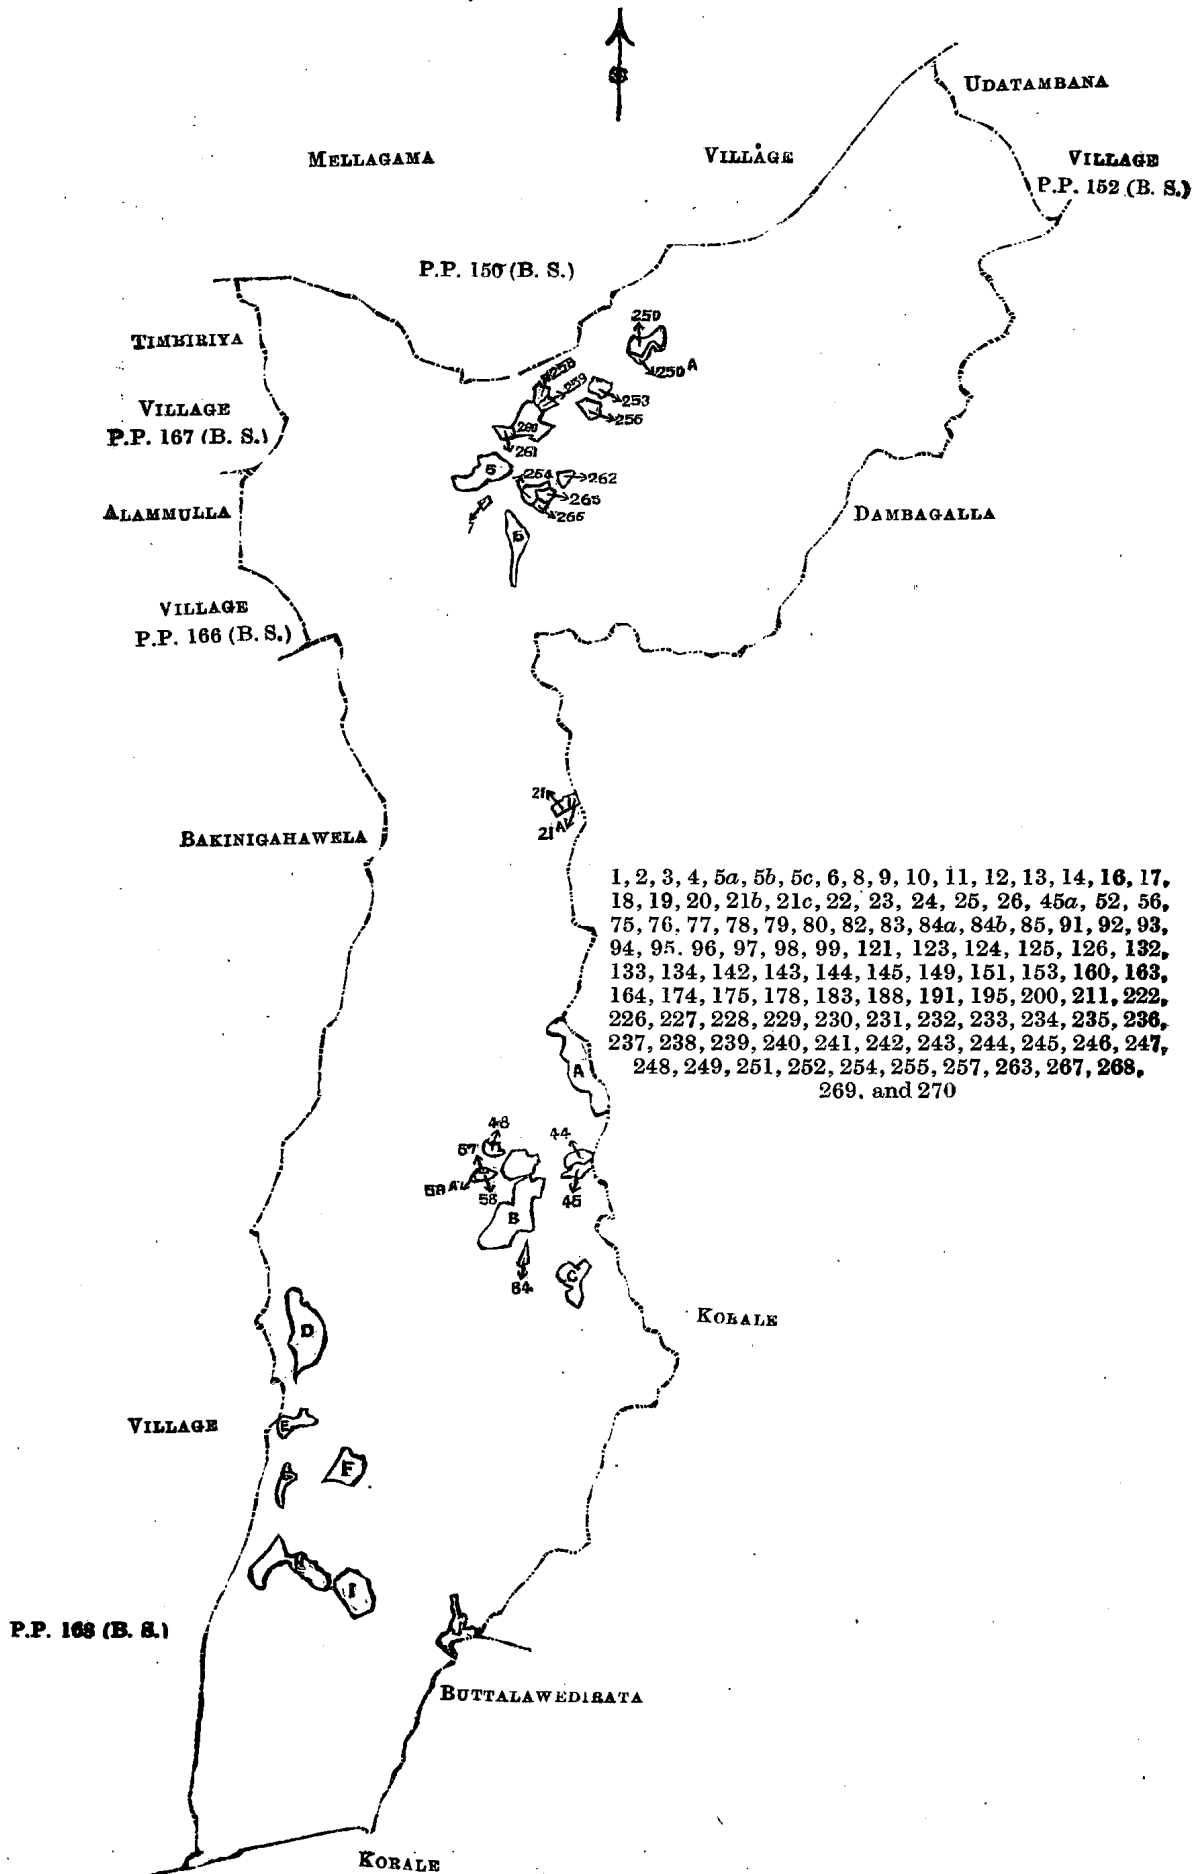 UDATAMBANA
MELLAGAMA VILLAGE
VILLAGE
P.P. 152 (B. S.)
P.P. 150 (B. S.)
250
250 A
TIMBIRIYA
258
259
253
256
VILLAGE
P.P. 167 (B. S.)
260
261
264
262
265
266
ALAMMULLA
DAMBAGALLA
VILLAGE
P.P. 166 (B. S.)
21
21 A
BAKINIGAHAWELA
1, 2, 3, 4, 5a, 5b, 5c, 6, 8, 9, 10, 11, 12, 13, 14, 16, 17,
18, 19, 20, 21b, 21c, 22, 23, 24, 25, 26, 45a, 52, 56,
75, 76, 77, 78, 79, 80, 82, 83, 84a, 84b, 85, 91, 92, 93,
94, 95, 96, 97, 98, 99, 121, 123, 124, 125, 126, 132,
133, 134, 142, 143, 144, 145, 149, 151, 153, 160, 163,
164, 174, 175, 178, 183, 188, 191, 195, 200, 211, 222,
226, 227, 228, 229, 230, 231, 232, 233, 234, 235, 236,
237, 238, 239, 240, 241, 242, 243, 244, 245, 246, 247,
248, 249, 251, 252, 254, 255, 257, 263, 267, 268,
269, and 270
A
48
44
57
58
45
B
84
C
KORALE
D
VILLAGE
E
F
I
P.P. 168 (B. S.)
BUTTALAWEDIRATA
KORALE